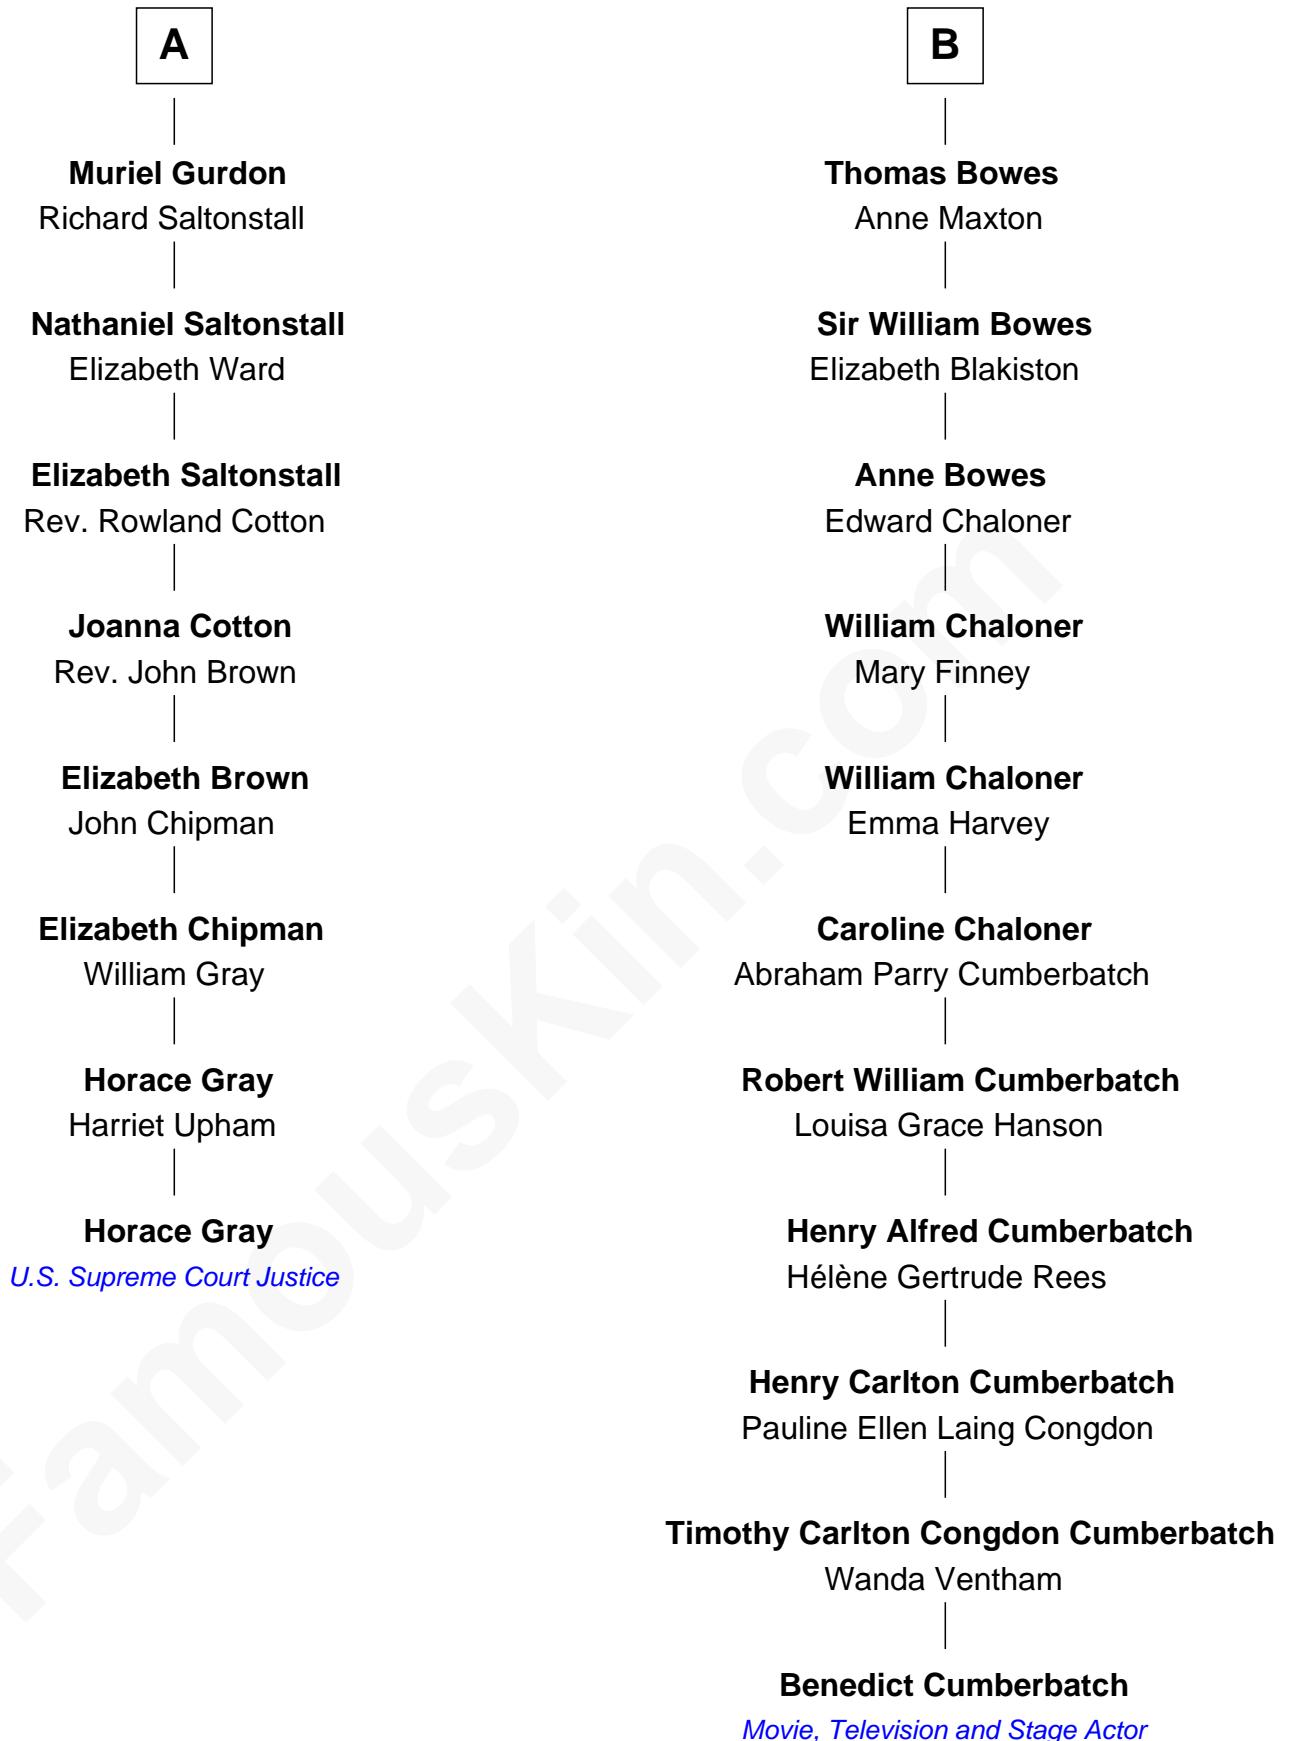 A
Muriel Gurdon
Richard Saltonstall
Nathaniel Saltonstall
Elizabeth Ward
Elizabeth Saltonstall
Rev. Rowland Cotton
Joanna Cotton
Rev. John Brown
Elizabeth Brown
John Chipman
Elizabeth Chipman
William Gray
Horace Gray
Harriet Upham
Horace Gray
U.S. Supreme Court Justice
B
Thomas Bowes
Anne Maxton
Sir William Bowes
Elizabeth Blakiston
Anne Bowes
Edward Chaloner
William Chaloner
Mary Finney
William Chaloner
Emma Harvey
Caroline Chaloner
Abraham Parry Cumberbatch
Robert William Cumberbatch
Louisa Grace Hanson
Henry Alfred Cumberbatch
Hélène Gertrude Rees
Henry Carlton Cumberbatch
Pauline Ellen Laing Congdon
Timothy Carlton Congdon Cumberbatch
Wanda Ventham
Benedict Cumberbatch
Movie, Television and Stage Actor
FamousKin.com